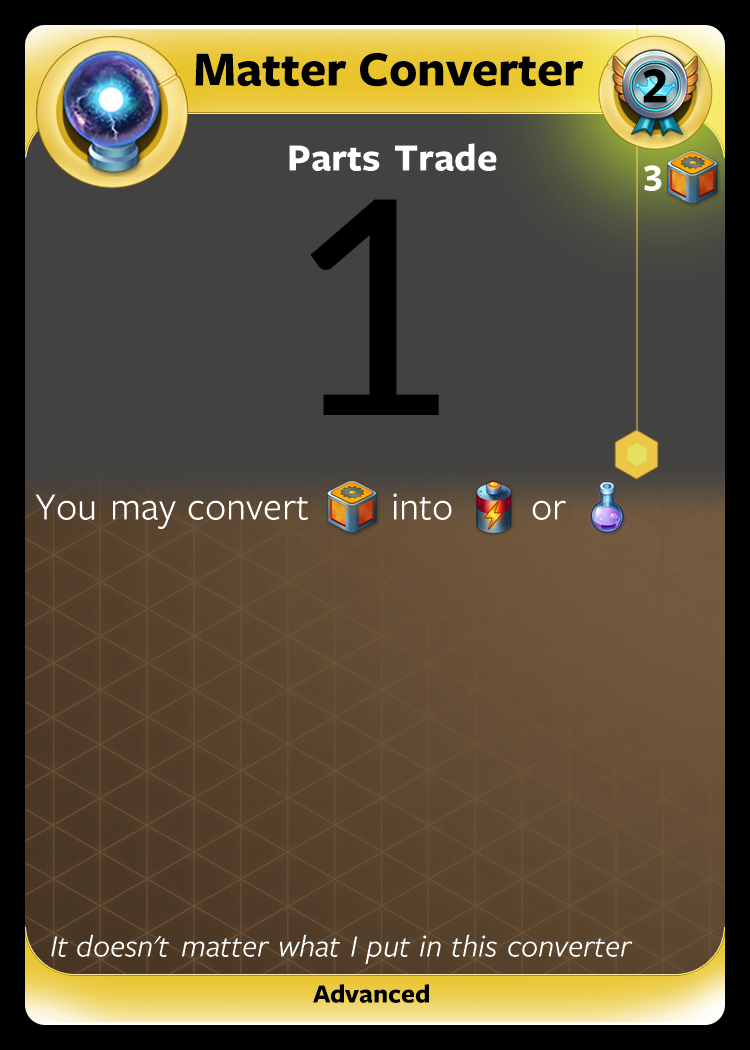 Matter Converter
2
Parts Trade
3
1
You may convert into or
It doesn't matter what I put in this converter
Advanced